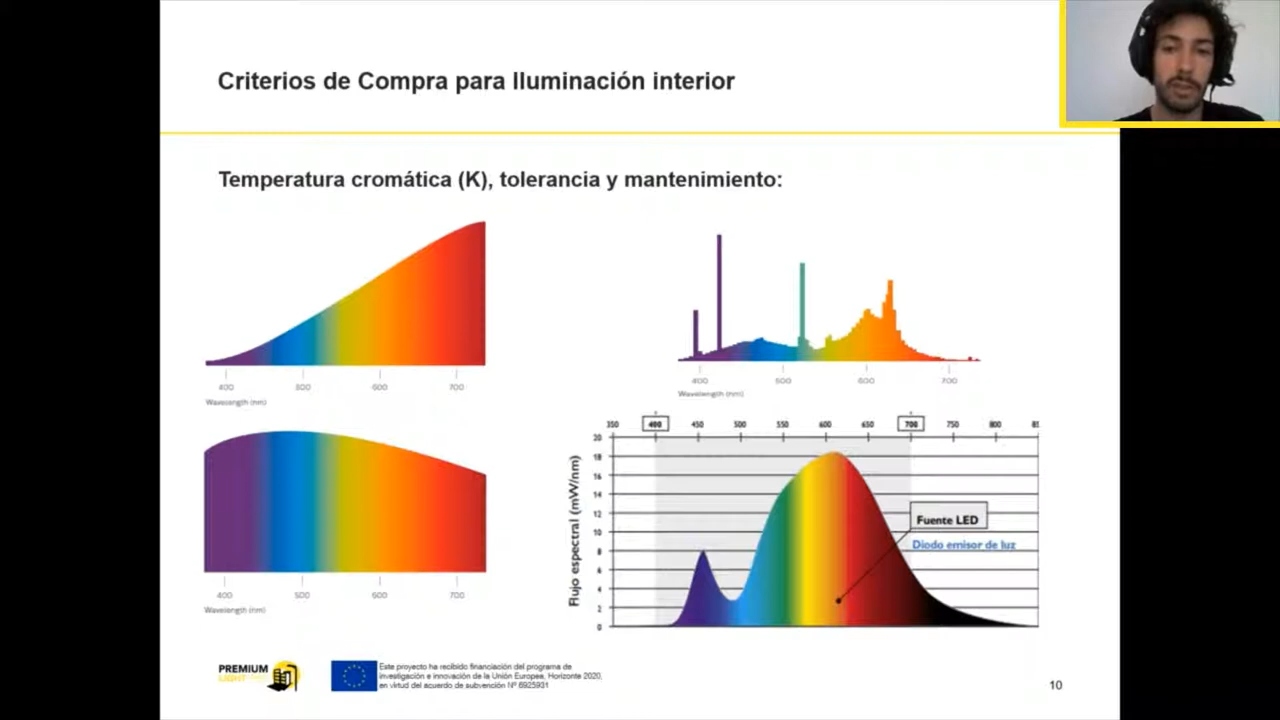 Criterios de Compra para Iluminación interior
Temperatura cromática (K), tolerancia y mantenimiento:
400 500 600 700
Wavelength (nm)
400 500 600 700
Wavelength (nm)
400 500 600 700
Wavelength (nm)
350 400 450 500 550 600 650 700 750 800
20
18
16
14
12
10
8
6
4
2
0
Flujo espectral (mW/nm)
Fuente LED
Diodo emisor de luz
PREMIUM
LIGHT
Este proyecto ha recibido financiación del programa de
investigación e innovación de la Unión Europea, Horizonte 2020,
en virtud del acuerdo de subvención Nº 6925931
10